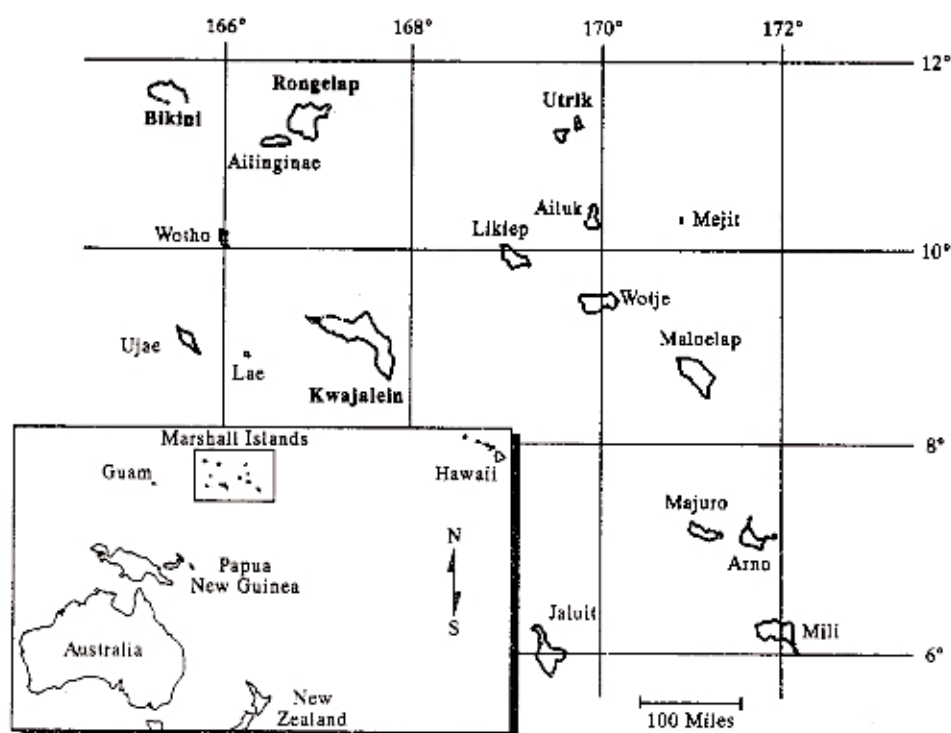 166°
168°
170°
172°
12°
Rongelap
Bikini
Utrik
Ailinginae
Ailuk
Mejit
Wotho
Likiep
10°
Wotje
Ujae
Lae
Maloelap
Kwajalein
Marshall Islands
8°
Guam
Hawaii
Majuro
N
Arno
Papua
New Guinea
S
Jaluit
Mili
Australia
6°
New
Zealand
100 Miles